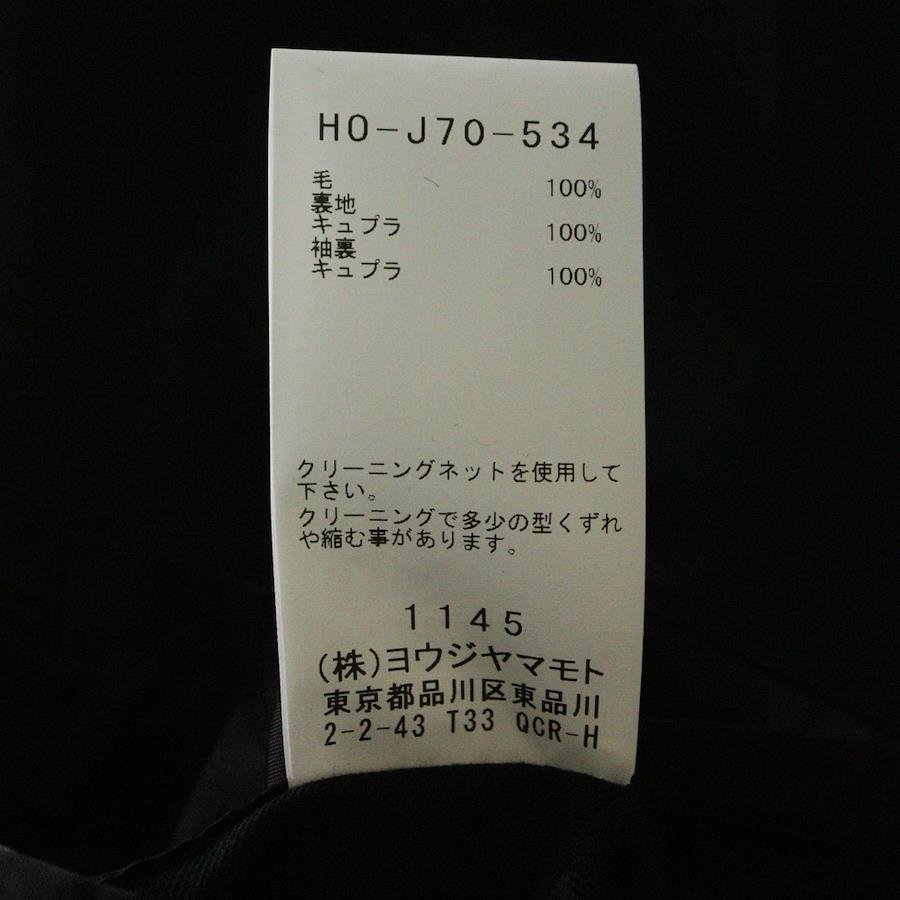 HO-J70-534
毛 100%
裏地
キュプラ 100%
袖裏
キュプラ 100%
クリーニングネットを使用して
下さい。
クリーニングで多少の型くずれ
や縮む事があります。
1145
(株)ヨウジヤマモト
東京都品川区東品川
2-2-43 T33 QCR-H